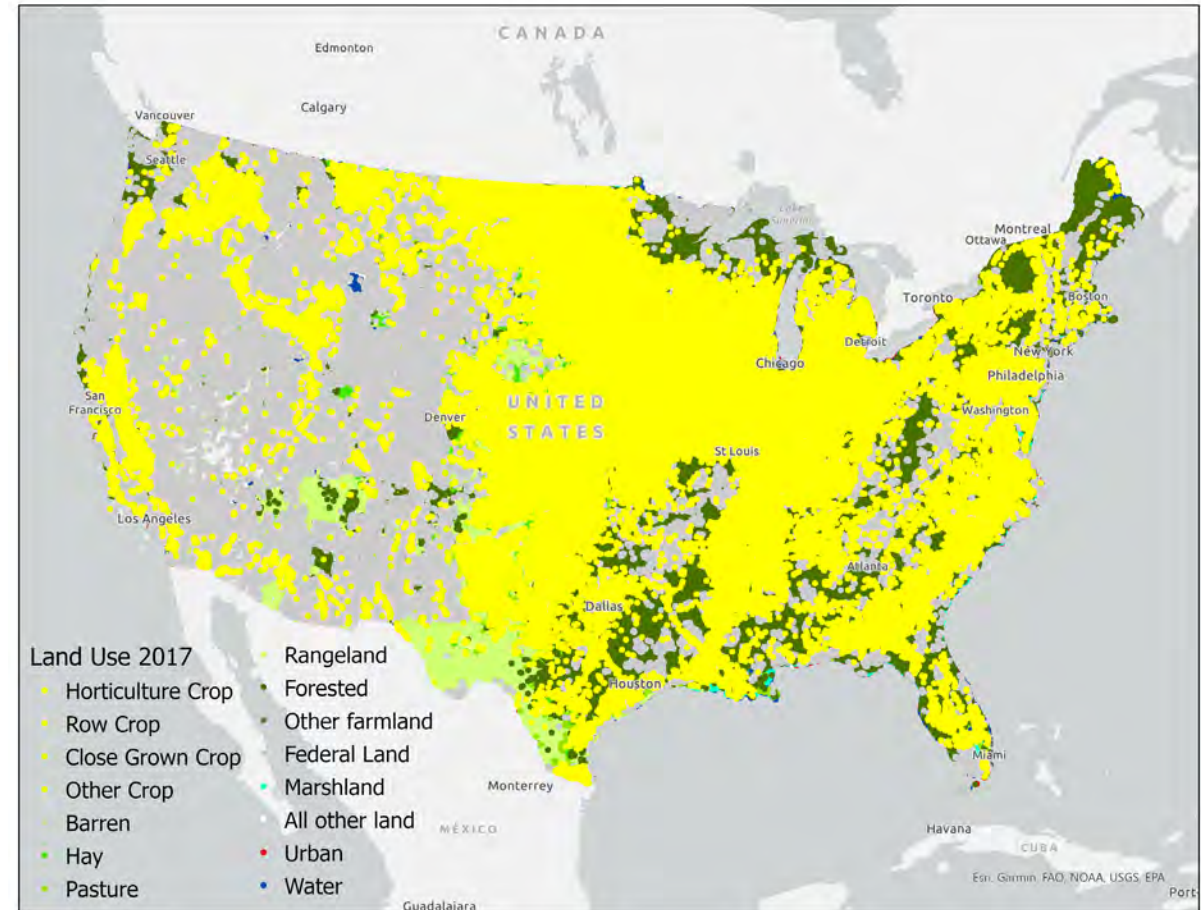 CANADA
Edmonton
Calgary
Vancouver
Seattle
Lake
Superior
Montreal
Ottawa
Toronto
Boston
Detroit
New York
Chicago
Philadelphia
San
Francisco
Denver
UNITED
STATES
Washington
St Louis
Los Angeles
Atlanta
Dallas
Houston
Miami
Monterrey
MÉXICO
Havana
CUBA
Guadalajara
Port-
Land Use 2017
Horticulture Crop
Row Crop
Close Grown Crop
Other Crop
Barren
Hay
Pasture
Rangeland
Forested
Other farmland
Federal Land
Marshland
All other land
Urban
Water
Esri, Garmin, FAO, NOAA, USGS, EPA